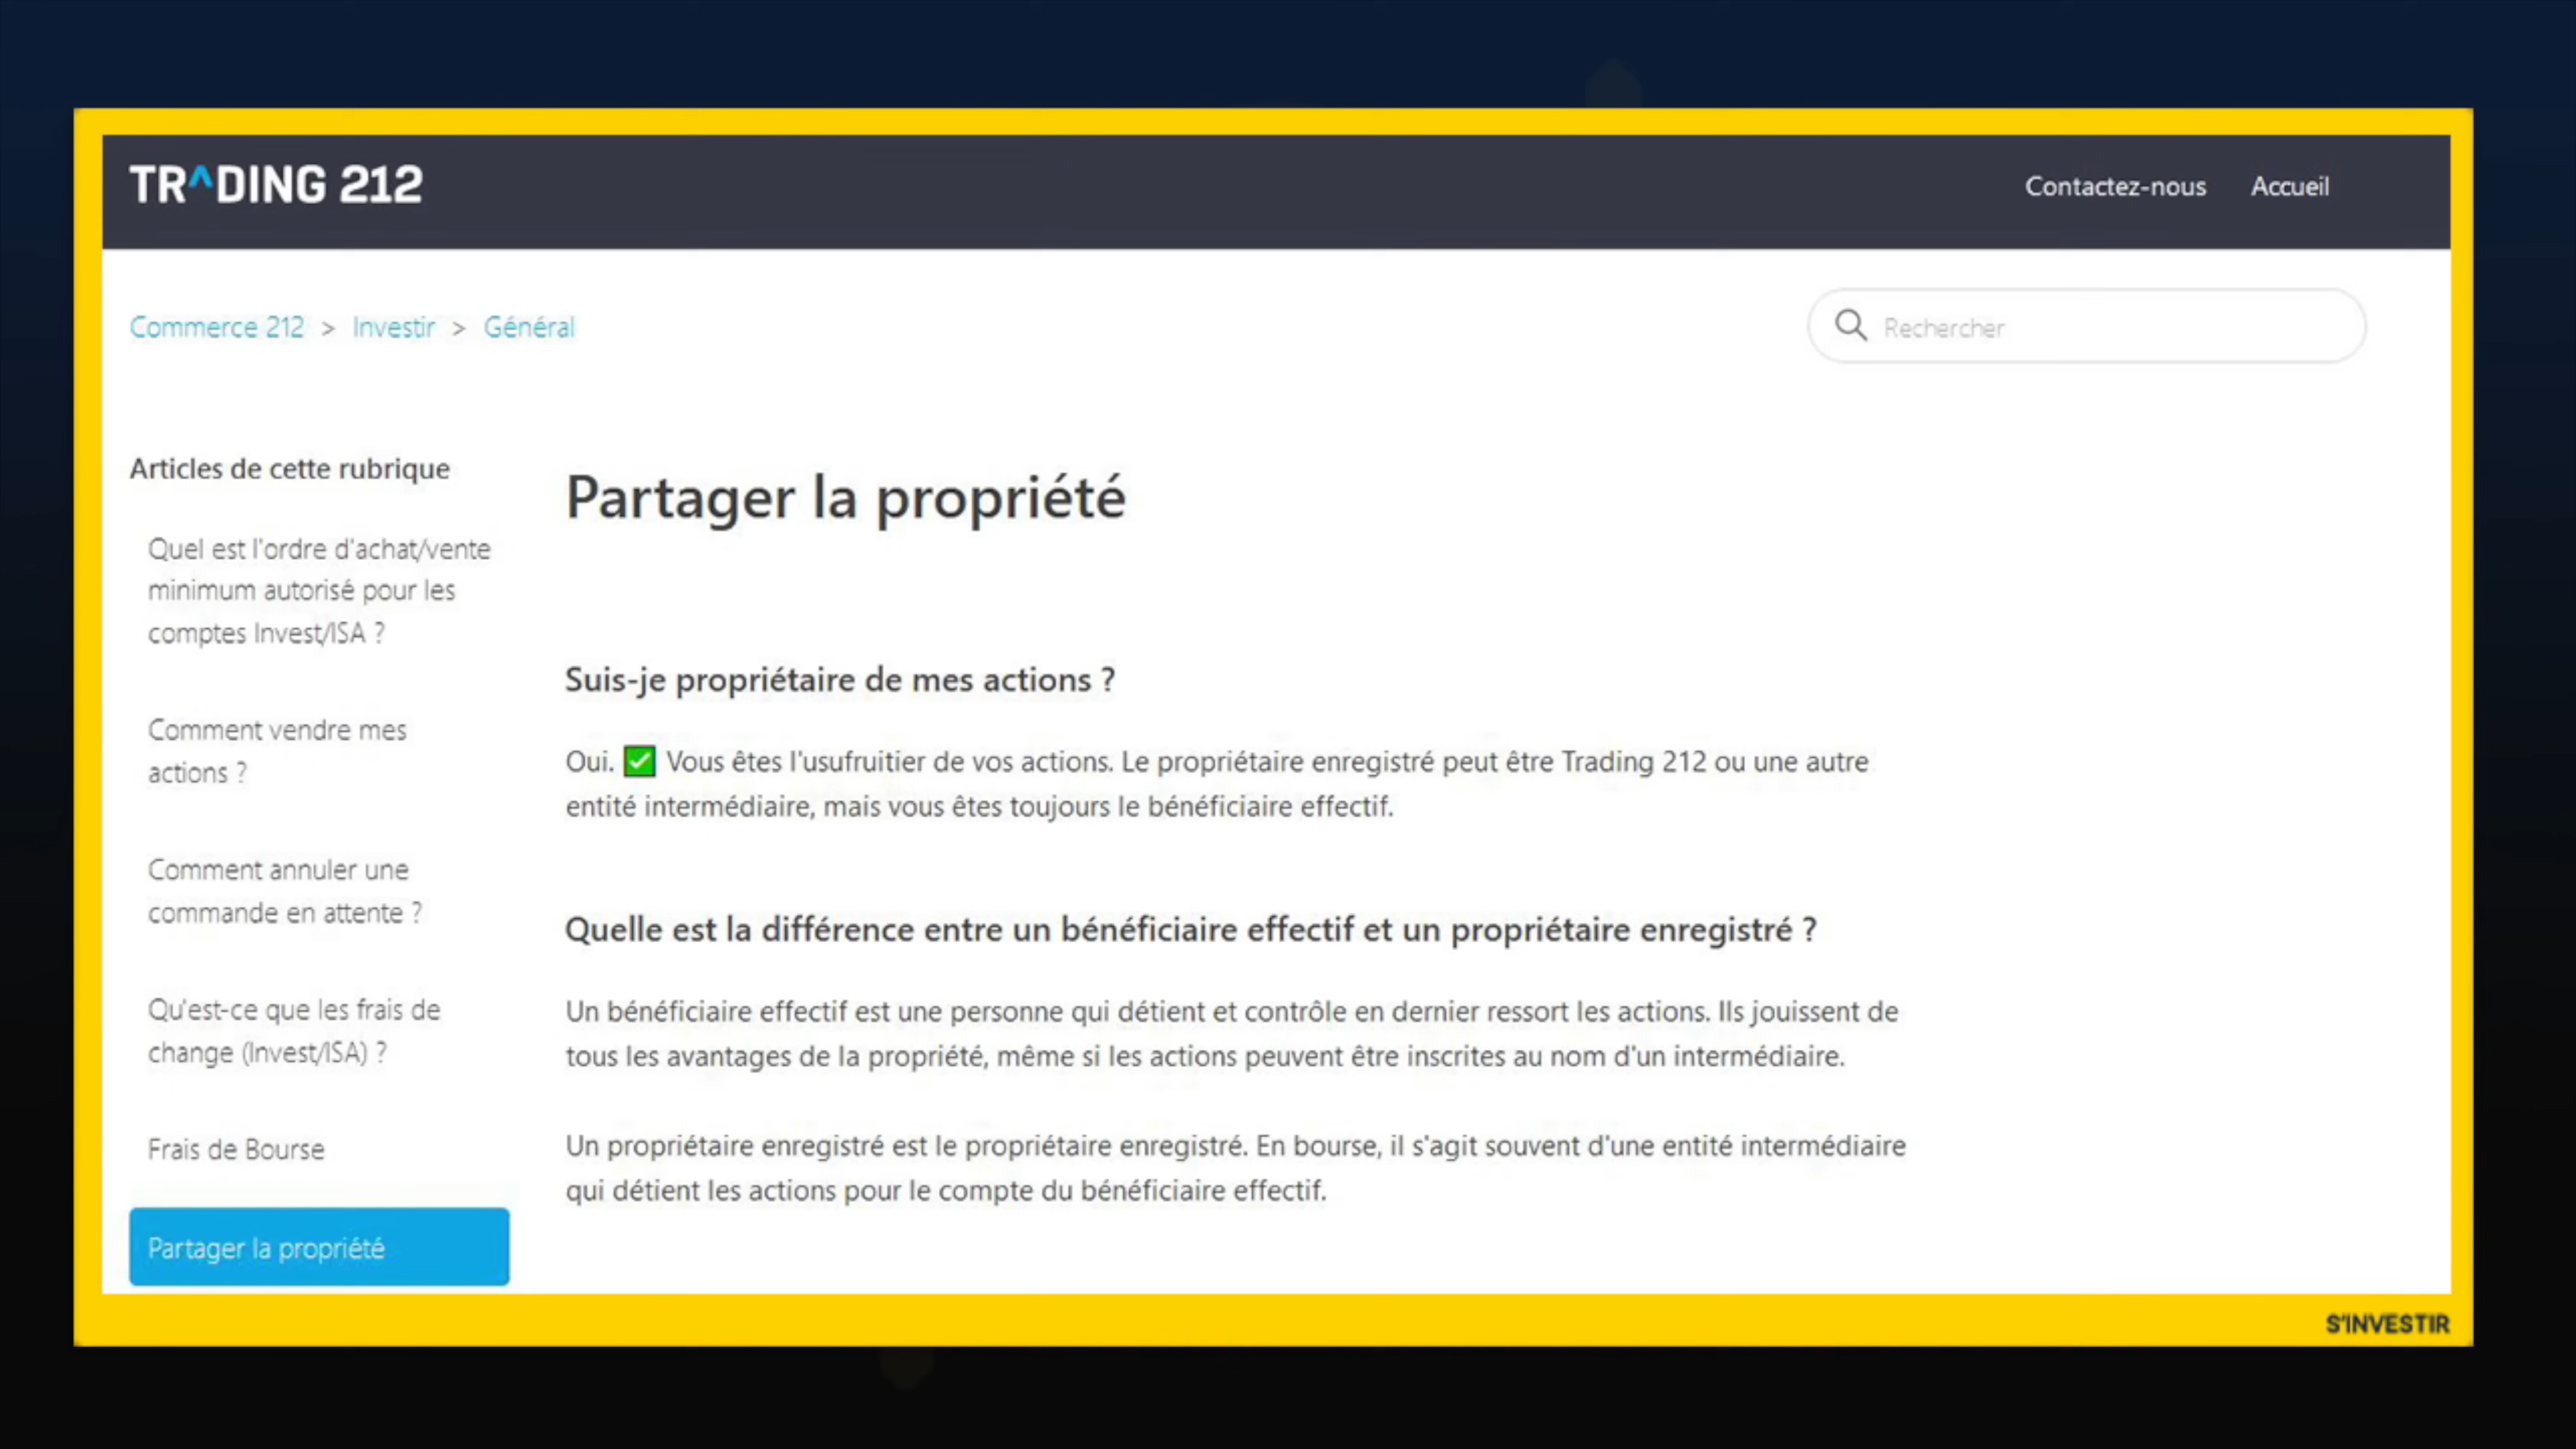 TR^DING 212
Contactez-nous
Accueil
Commerce 212 > Investir > Général
Rechercher
Articles de cette rubrique
Quel est l'ordre d'achat/vente
minimum autorisé pour les
comptes Invest/ISA ?
Comment vendre mes
actions ?
Comment annuler une
commande en attente ?
Qu'est-ce que les frais de
change (Invest/ISA) ?
Frais de Bourse
Partager la propriété
Partager la propriété
Suis-je propriétaire de mes actions ?
Oui. ✅ Vous êtes l'usufruitier de vos actions. Le propriétaire enregistré peut être Trading 212 ou une autre
entité intermédiaire, mais vous êtes toujours le bénéficiaire effectif.
Quelle est la différence entre un bénéficiaire effectif et un propriétaire enregistré ?
Un bénéficiaire effectif est une personne qui détient et contrôle en dernier ressort les actions. Ils jouissent de
tous les avantages de la propriété, même si les actions peuvent être inscrites au nom d'un intermédiaire.
Un propriétaire enregistré est le propriétaire enregistré. En bourse, il s'agit souvent d'une entité intermédiaire
qui détient les actions pour le compte du bénéficiaire effectif.
S'INVESTIR